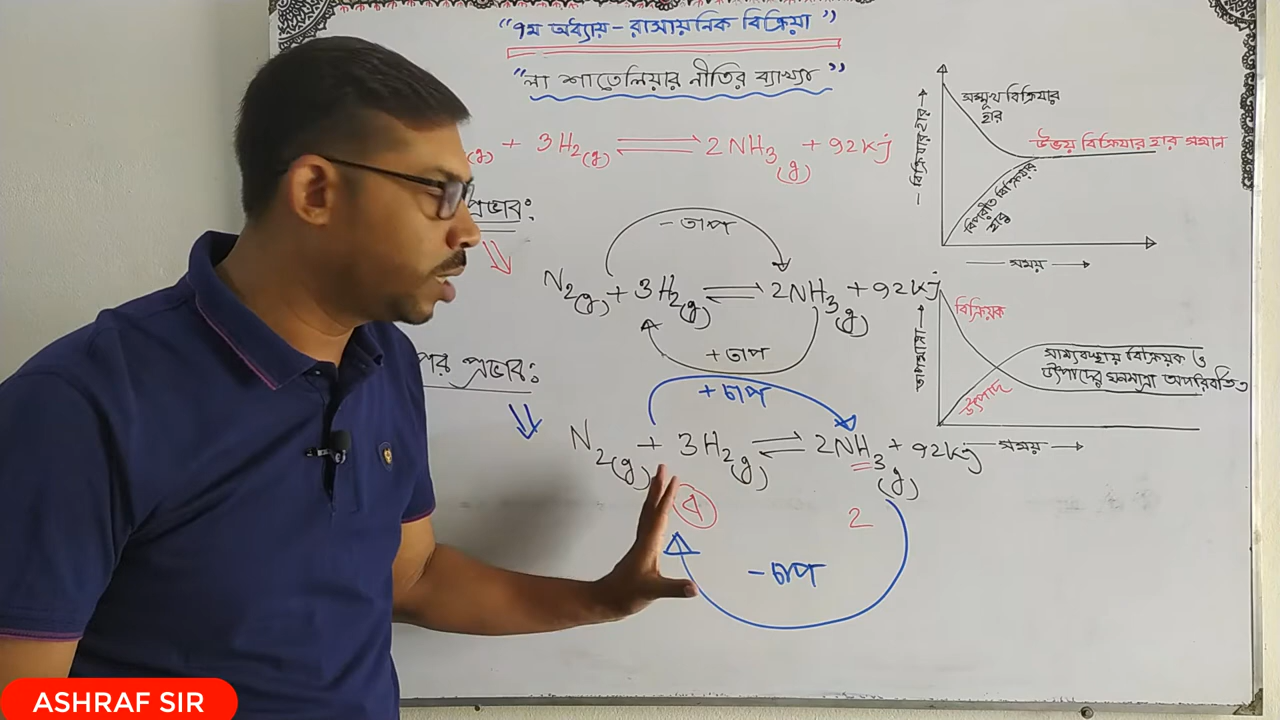 "৭ম অধ্যায় - রাসায়নিক বিক্রিয়া"
"লা শাতেলিয়ার নীতির ব্যাখ্যা"
(g) + 3H2(g) ⇌ 2NH3(g) + 92kj
প্রভাব:
- তাপ
N2(g) + 3H2(g) ⇌ 2NH3(g) + 92kj
+ তাপ
পের প্রভাব:
+ চাপ
N2(g) + 3H2(g) ⇌ 2NH3(g) + 92kj
2
- চাপ
বিক্রিয়ার হার
সম্মুখ বিক্রিয়ার
হার
উভয় বিক্রিয়ার হার সমান
বিপরীত বিক্রিয়ার
হার
সময়
বিক্রিয়ক
সাম্যবস্থায় বিক্রিয়ক ও
উৎপাদের ঘনমাত্রা অপরিবর্তিত
উৎপাদ
সময়
ASHRAF SIR